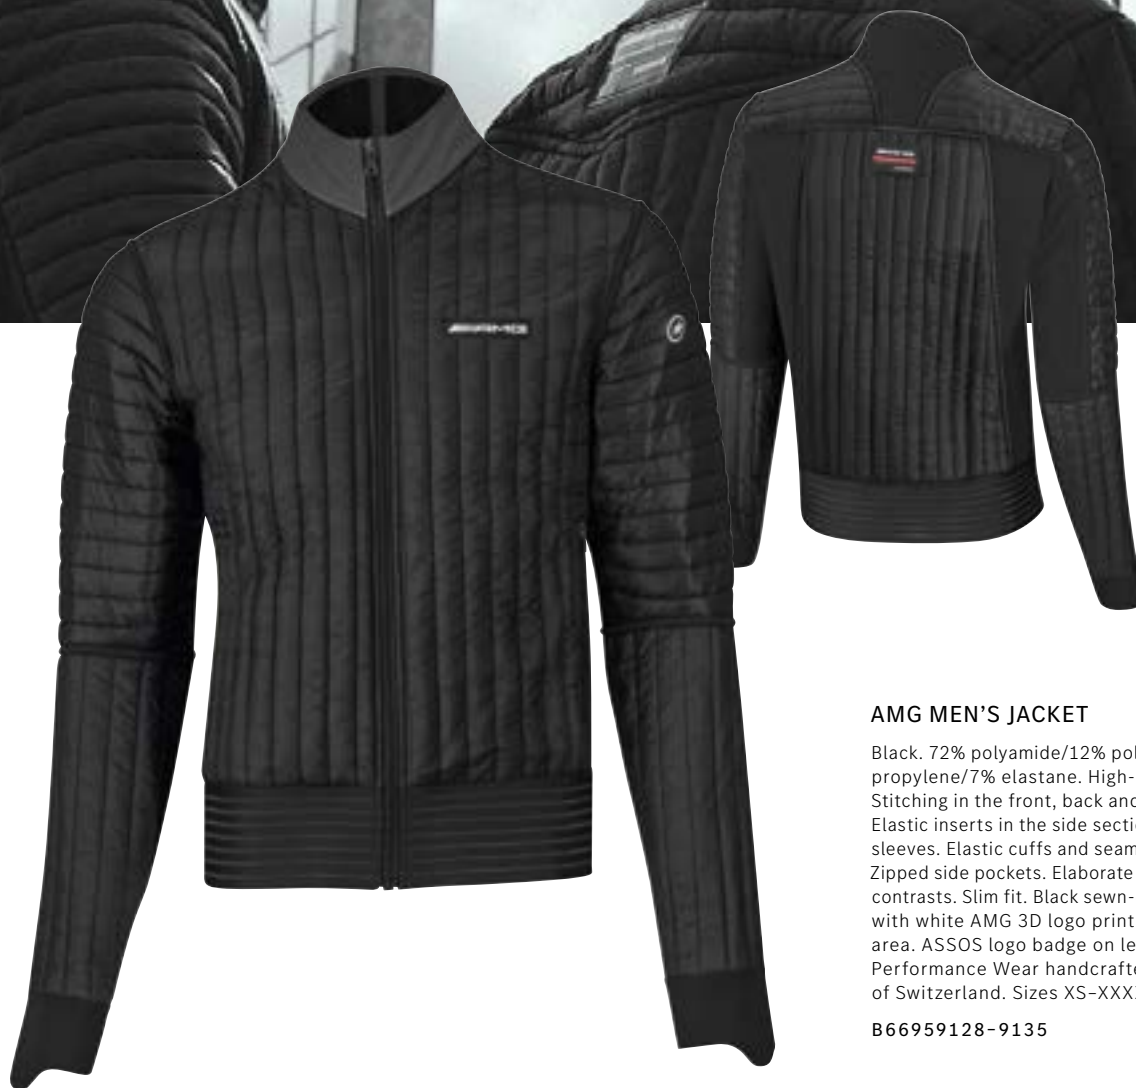 AMG
AMG MEN’S JACKET
Black. 72% polyamide/12% pol
propylene/7% elastane. High-
Stitching in the front, back and
Elastic inserts in the side secti
sleeves. Elastic cuffs and seam
Zipped side pockets. Elaborate
contrasts. Slim fit. Black sewn-
with white AMG 3D logo print
area. ASSOS logo badge on le
Performance Wear handcrafte
of Switzerland. Sizes XS–XXX
B66959128–9135